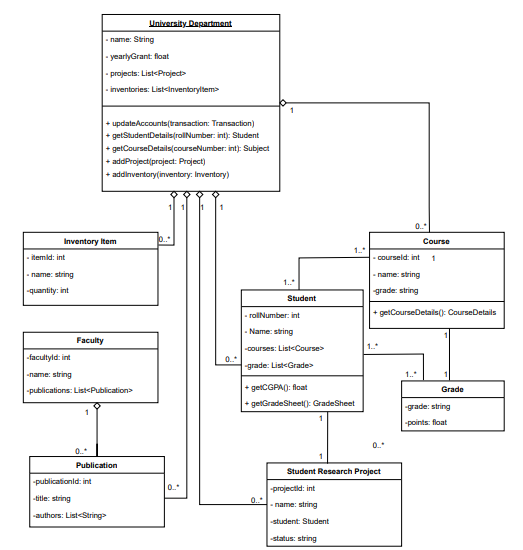 University Department
- name: String
- yearlyGrant: float
- projects: List<Project>
- inventories: List<InventoryItem>
+ updateAccounts(transaction: Transaction)
+ getStudentDetails(rollNumber: int): Student
+ getCourseDetails(courseNumber: int): Subject
+ addProject(project: Project)
+ addInventory(inventory: Inventory)
1
1
1
1
1
0..*
0..*
Inventory Item
- itemId: int
- name: string
-quantity: int
Course
- courseId: int
1
- name: string
-grade: string
+ getCourseDetails(): CourseDetails
1..*
1..*
Student
- rollNumber: int
- Name: string
-courses: List<Course>
-grade: List<Grade>
+ getCGPA(): float
+ getGradeSheet(): GradeSheet
0..*
1..*
1..*
1
1
Faculty
-facultyId: int
-name: string
-publications: List<Publication>
1
0..*
Grade
-grade: string
-points: float
1
1
0..*
Publication
-publicationId: int
-title: string
-authors: List<String>
0..*
0..*
Student Research Project
-projectId: int
- name: string
-student: Student
-status: string